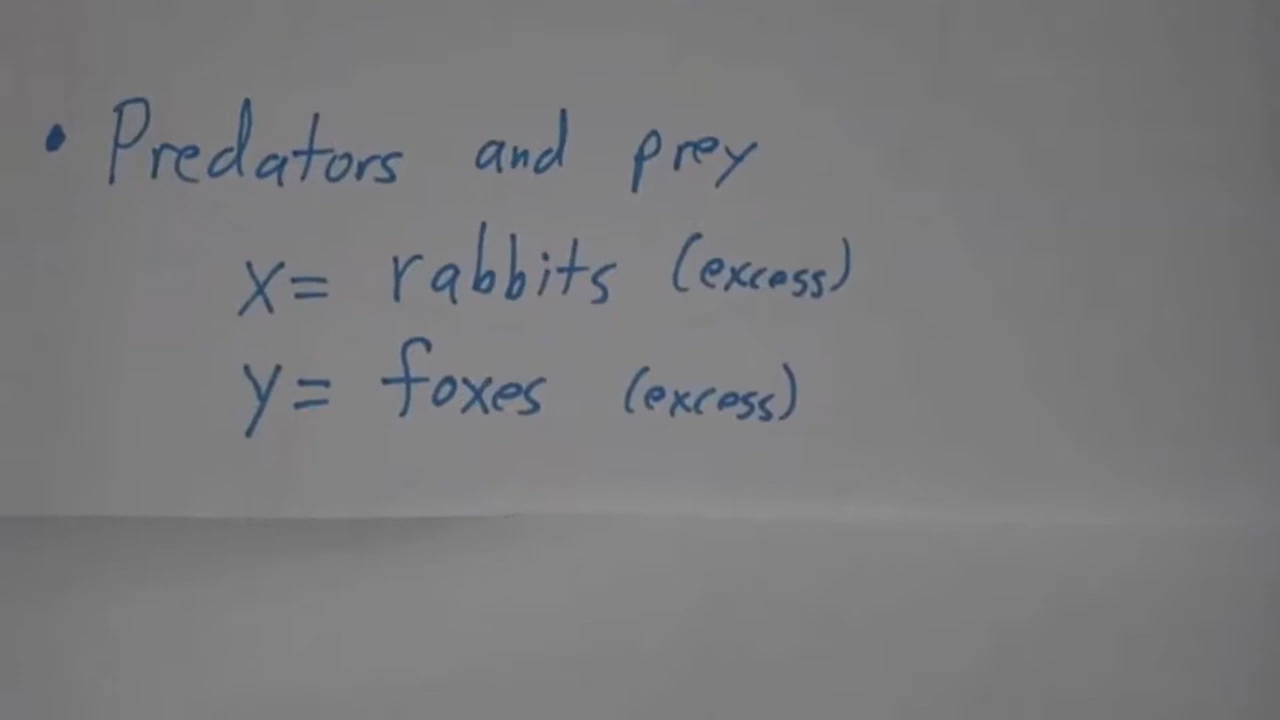 • Predators and prey
x= rabbits (excess)
y= foxes (excess)